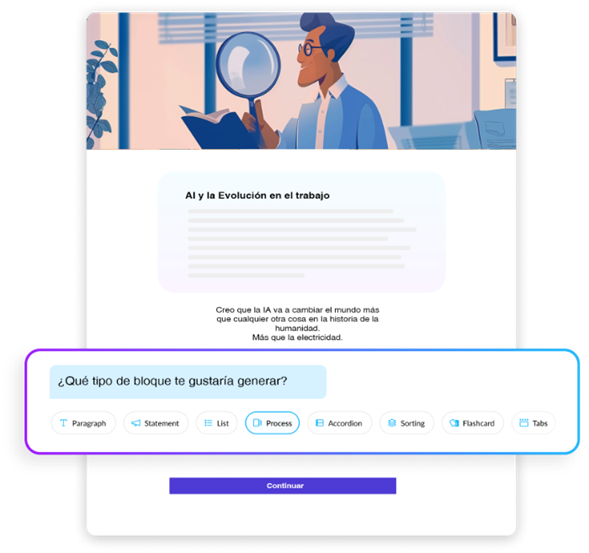 AI y la Evolución en el trabajo
Creo que la IA va a cambiar el mundo más
que cualquier otra cosa en la historia de la
humanidad.
Más que la electricidad.
¿Qué tipo de bloque te gustaría generar?
Paragraph Statement List Process Accordion Sorting Flashcard Tabs
Continuar